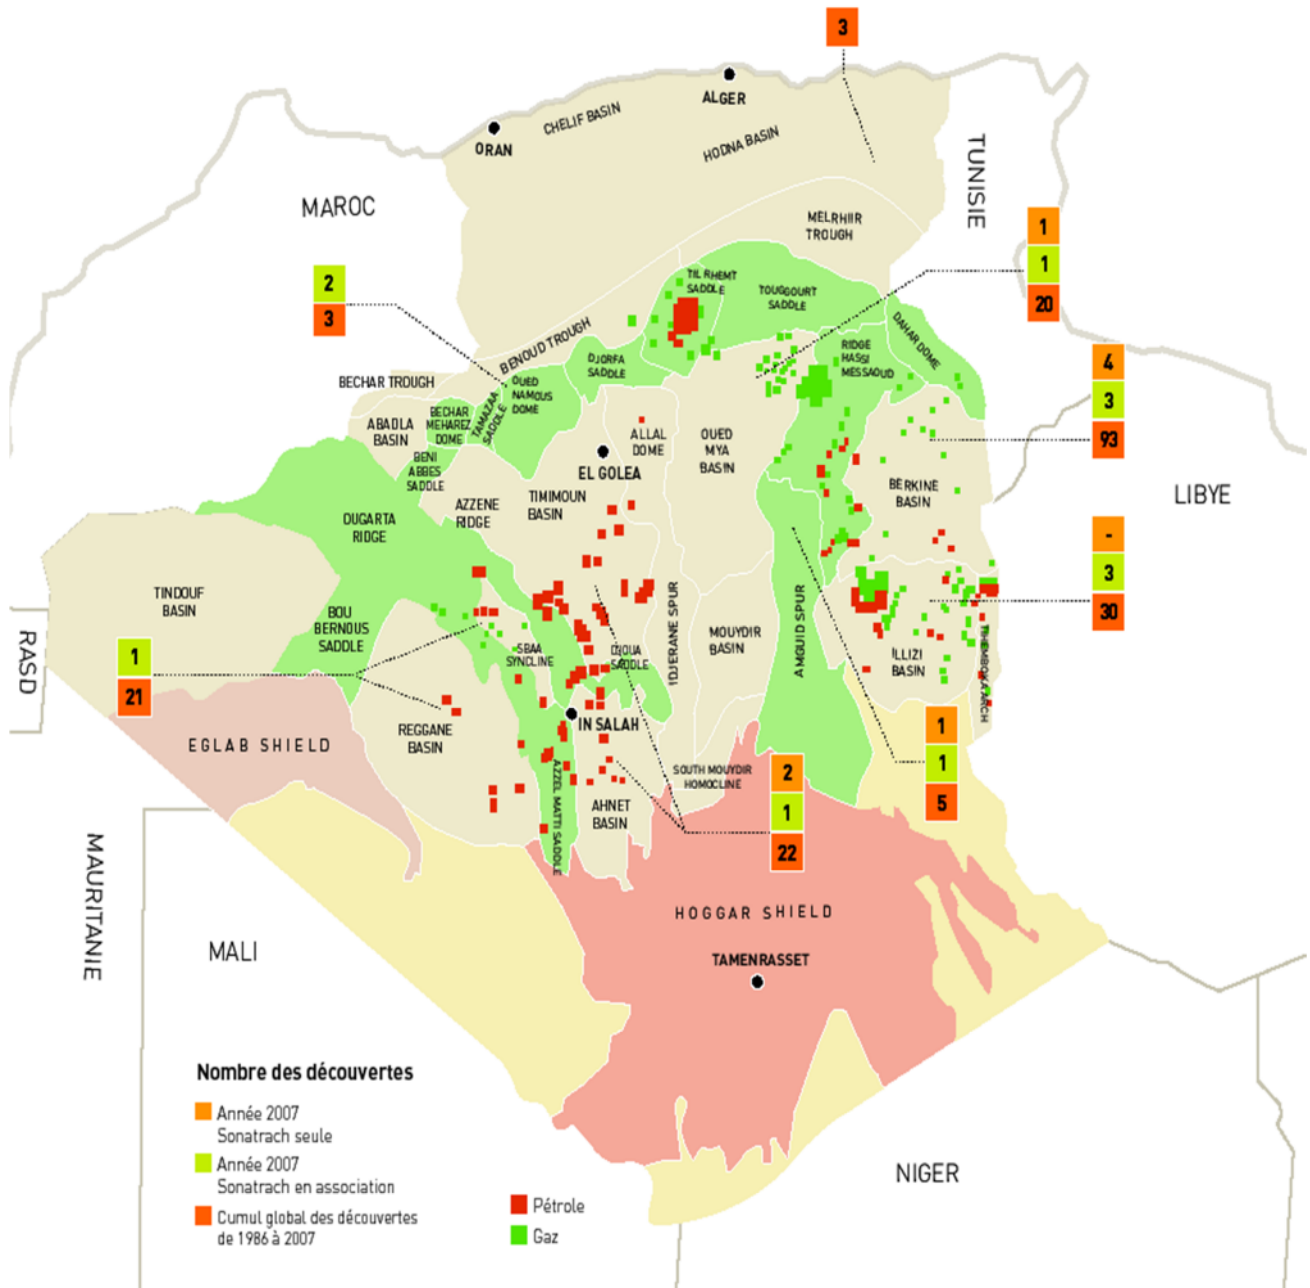 3
ALGER
CHELIF BASIN
ORAN
HODNA BASIN
TUNISIE
MAROC
MELRHIR
TROUGH
1
1
20
2
3
TIL RHEMT
SADDLE
TOUGGOURT
SADDLE
DAHAR DOME
BENOUD TROUGH
DJORFA
SADDLE
RIDGE
HASSI
MESSAOUD
4
3
93
BECHAR TROUGH
OUED
NAMOUS
DOME
TAMAZAA
SADDLE
BECHAR
MEHAREZ
DOME
ABADLA
BASIN
ALLAL
DOME
OUED
MYA
BASIN
EL GOLEA
BENI
ABBES
SADDLE
BERKINE
BASIN
LIBYE
AZZENE
RIDGE
TIMIMOUN
BASIN
OUGARTA
RIDGE
-
3
30
TINDOUF
BASIN
BOU
BERNOUS
SADDLE
IDJERANE SPUR
AMGUID SPUR
MOUYDIR
BASIN
RASD
1
21
SBAA
SYNCLINE
DJOUA
SADDLE
ILLIZI
BASIN
TIHEMBOKA ARCH
IN SALAH
REGGANE
BASIN
EGLAB SHIELD
1
1
5
SOUTH MOUYDIR
HOMOCLINE
2
1
22
AZZEL MATTI SADDLE
AHNET
BASIN
MAURITANIE
MALI
HOGGAR SHIELD
TAMENRASSET
NIGER
Nombre des découvertes
Année 2007
Sonatrach seule
Année 2007
Sonatrach en association
Cumul global des découvertes
de 1986 à 2007
Pétrole
Gaz